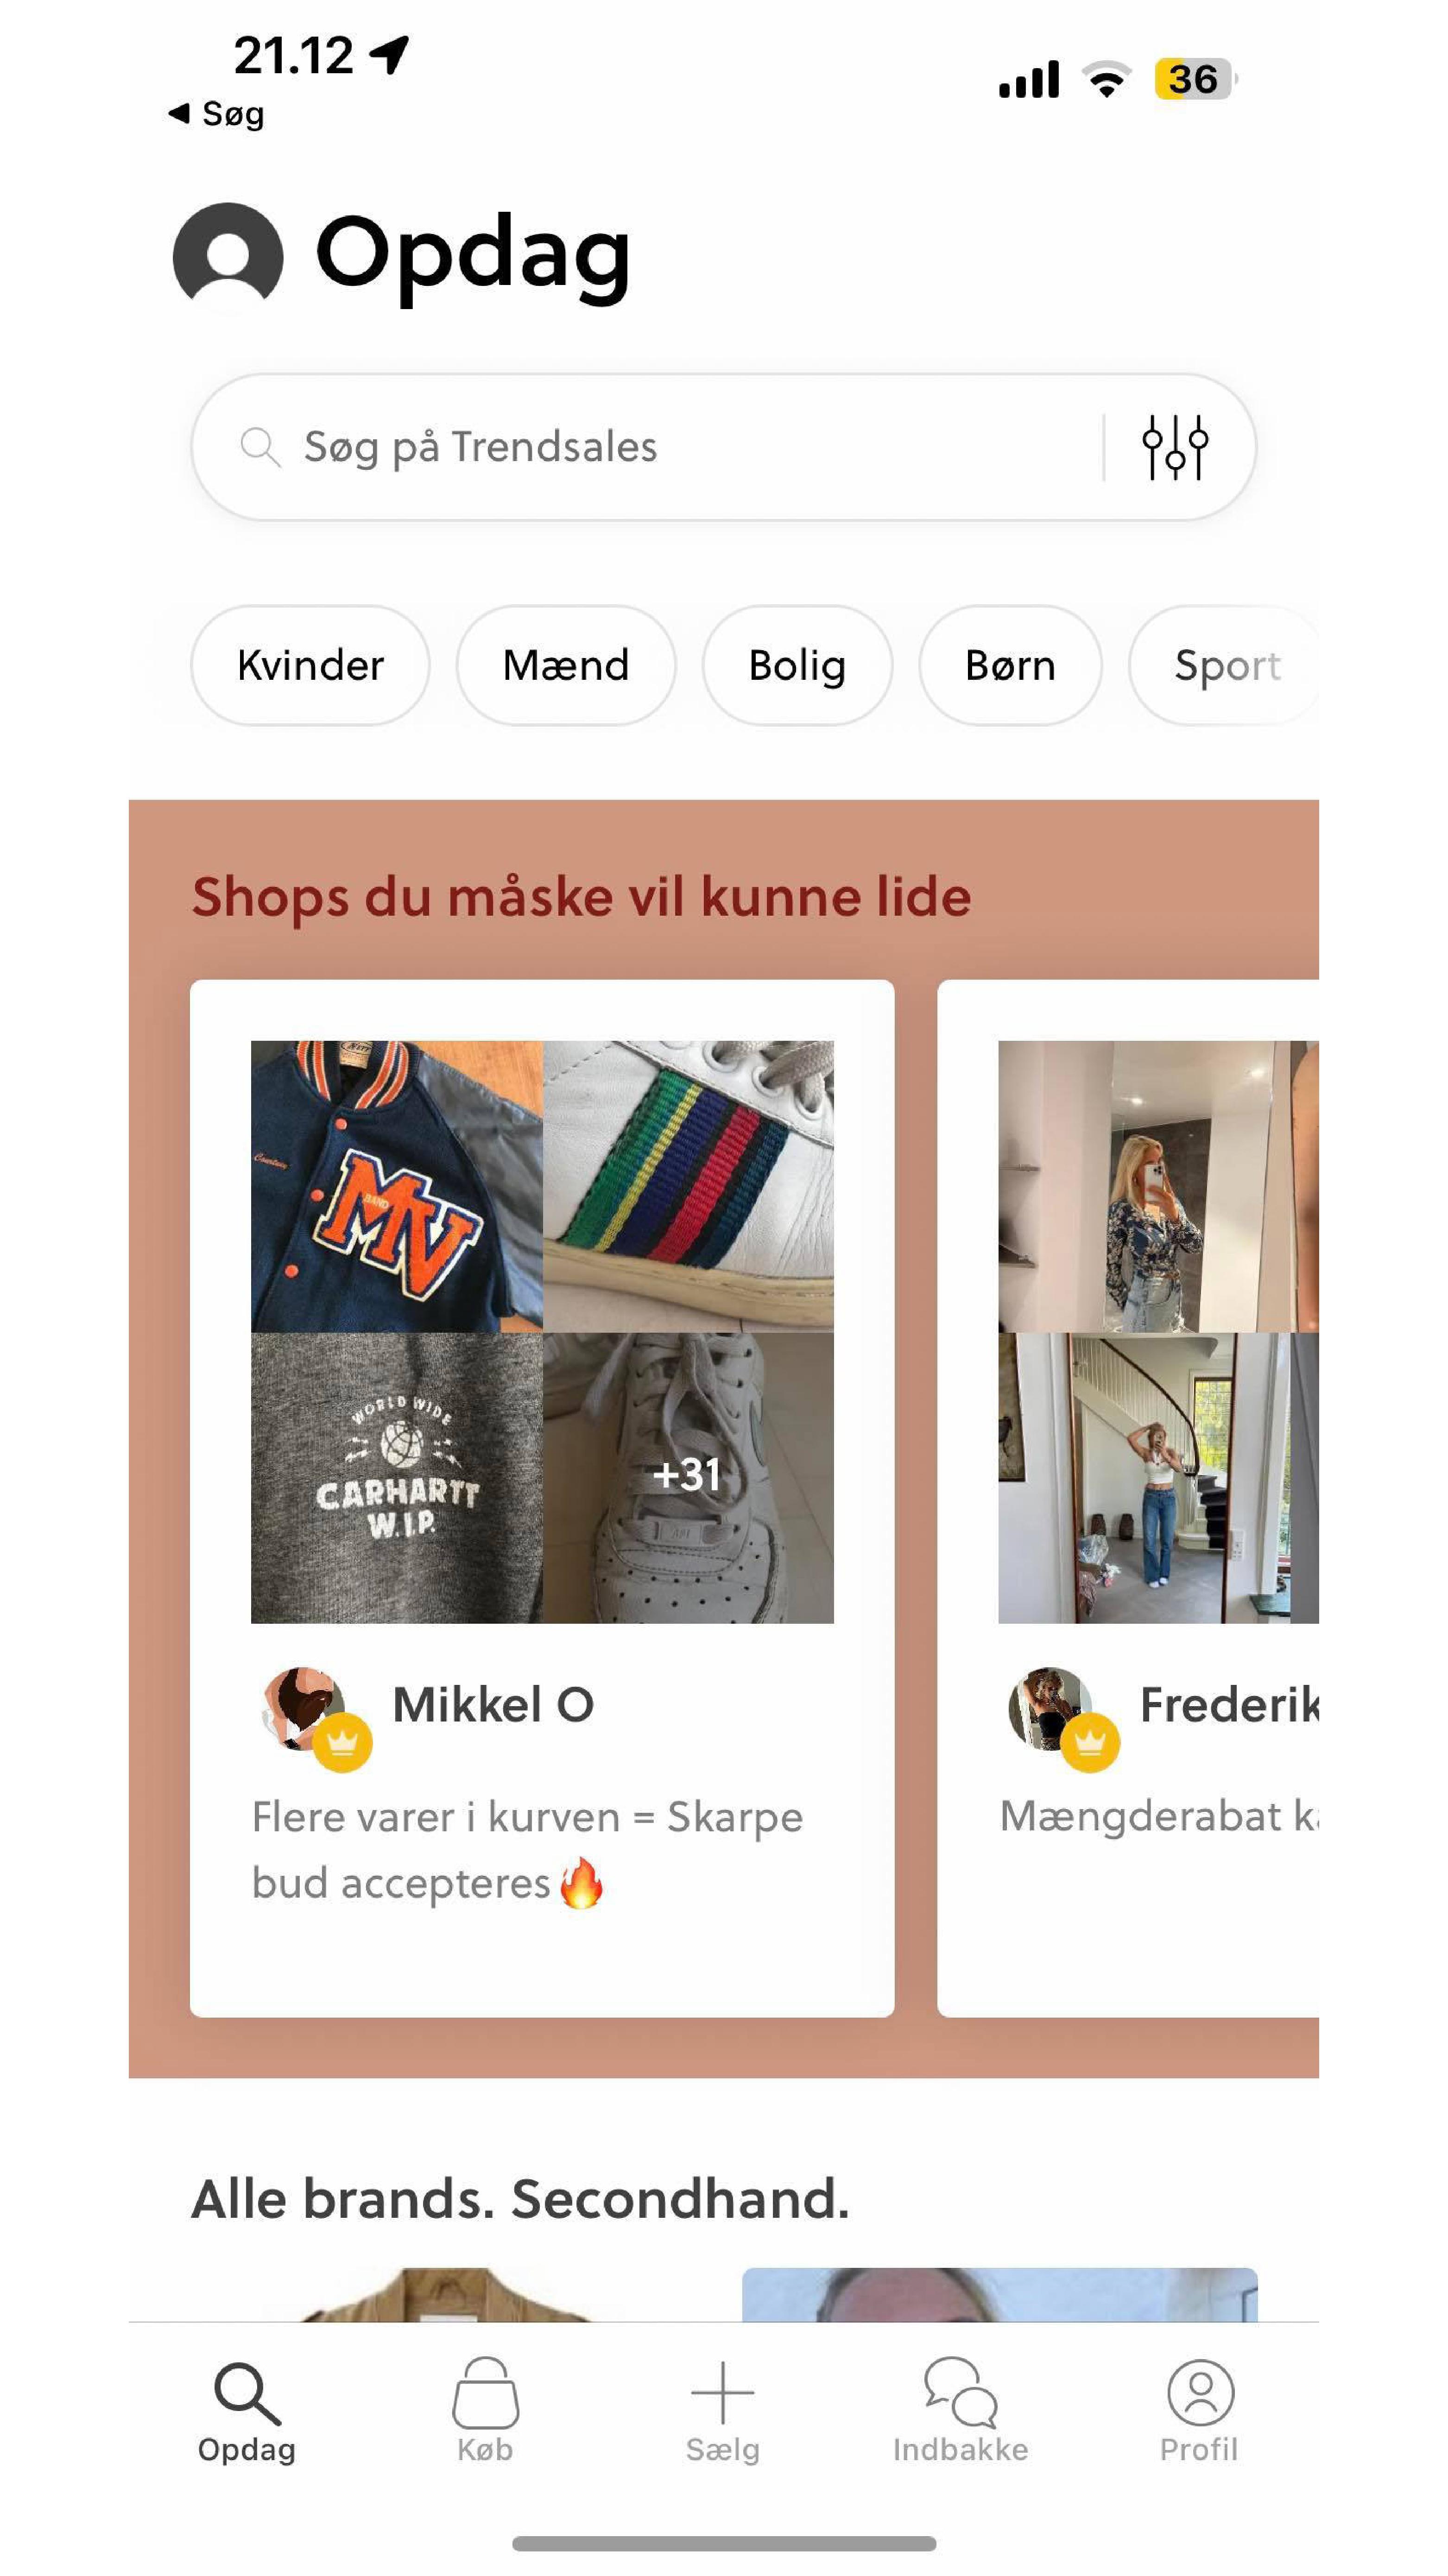 21.12
36
◀ Søg
Opdag
Søg på Trendsales
Kvinder
Mænd
Bolig
Børn
Sport
Shops du måske vil kunne lide
MV
BAND
WORLD WIDE
CARHARTT
W.I.P.
+31
Mikkel O
Flere varer i kurven = Skarpe
bud accepteres🔥
Frederik
Mængderabat
Alle brands. Secondhand.
Opdag
Køb
Sælg
Indbakke
Profil